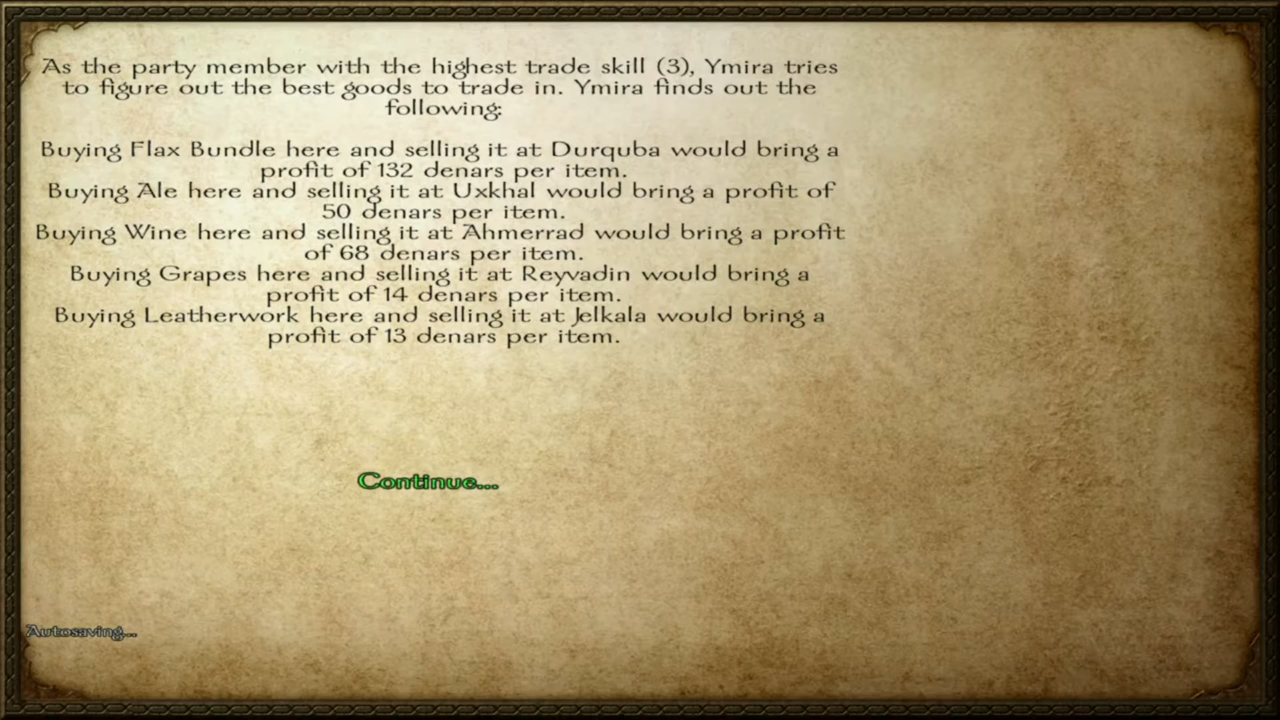 As the party member with the highest trade skill (3), Ymira tries
to figure out the best goods to trade in. Ymira finds out the
following:
Buying Flax Bundle here and selling it at Durquba would bring a
profit of 132 denars per item.
Buying Ale here and selling it at Uxkhal would bring a profit of
50 denars per item.
Buying Wine here and selling it at Ahmerrad would bring a profit
of 68 denars per item.
Buying Grapes here and selling it at Reyvadin would bring a
profit of 14 denars per item.
Buying Leatherwork here and selling it at Jelkala would bring a
profit of 13 denars per item.
Continue...
Autosaving...